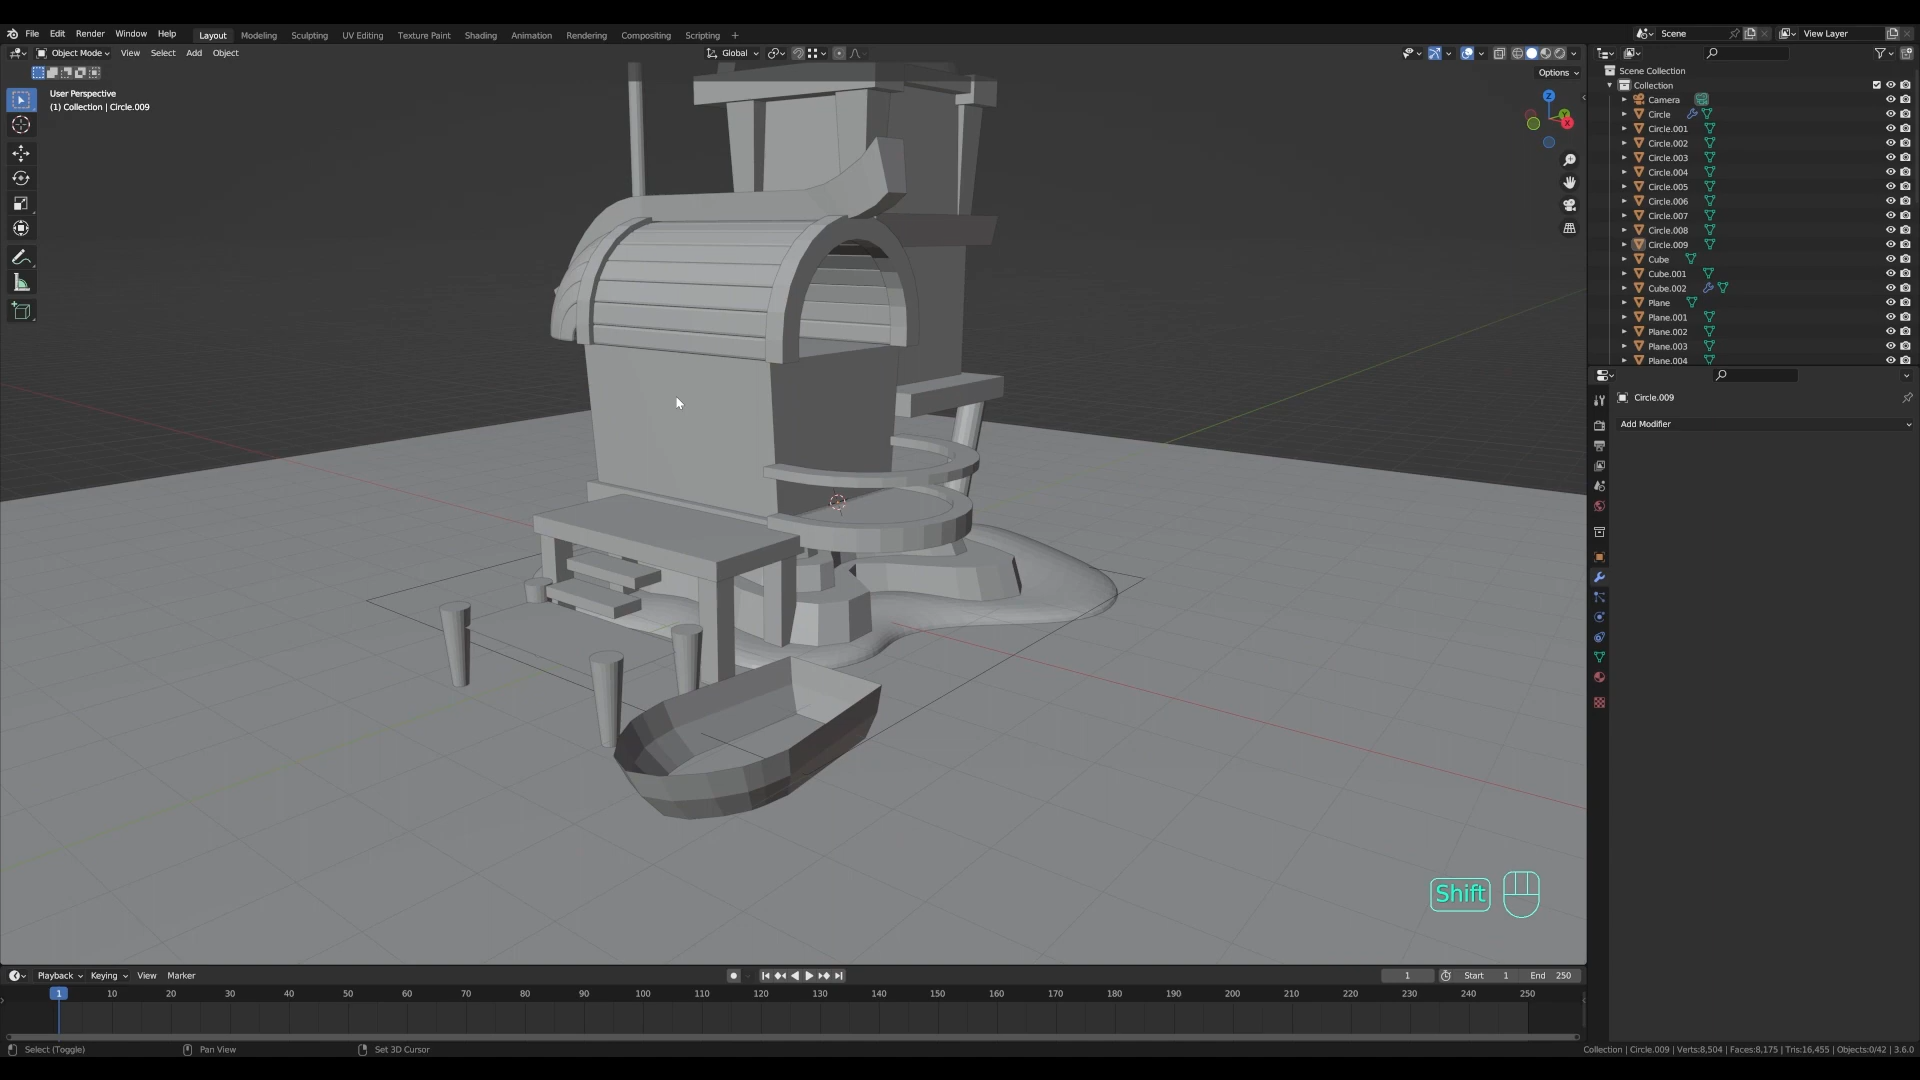 File Edit Render Window Help Layout Modeling Sculpting UV Editing Texture Paint Shading Animation Rendering Compositing Scripting + Scene View Layer
Object Mode View Select Add Object Global
Options
User Perspective
(1) Collection | Circle.009
Z
Y
X
Scene Collection
Collection
Camera
Circle
Circle.001
Circle.002
Circle.003
Circle.004
Circle.005
Circle.006
Circle.007
Circle.008
Circle.009
Cube
Cube.001
Cube.002
Plane
Plane.001
Plane.002
Plane.003
Plane.004
Circle.009
Add Modifier
Shift
Playback Keying View Marker 1 Start 1 End 250
1 10 20 30 40 50 60 70 80 90 100 110 120 130 140 150 160 170 180 190 200 210 220 230 240 250
Select (Toggle) Pan View Set 3D Cursor Collection | Circle.009 | Verts:8,504 | Faces:8,175 | Tris:16,455 | Objects:0/42 | 3.6.0